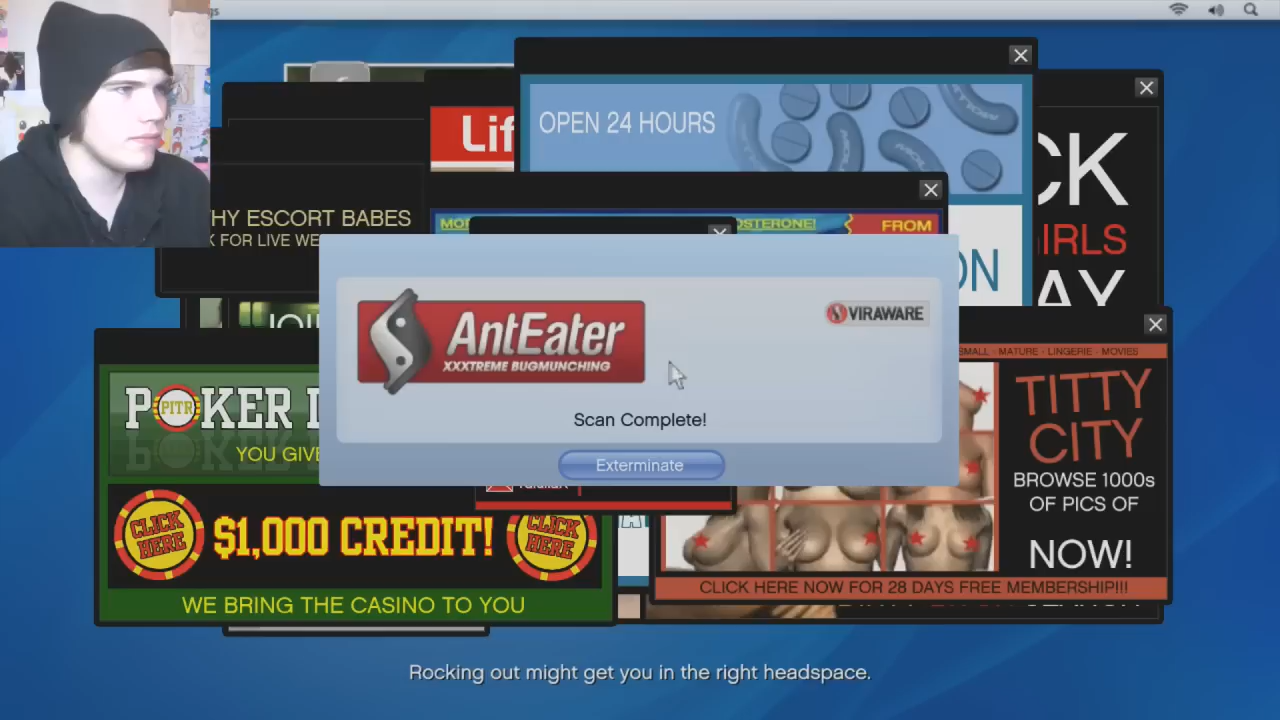 OPEN 24 HOURS
Lif
CK
HY ESCORT BABES
FOR LIVE WE
FROM
IRLS
AY
ON
AntEater
XXXTREME BUGMUNCHING
VIRAWARE
Scan Complete!
Exterminate
POKER
PITR
YOU GIVE
CLICK HERE
$1,000 CREDIT!
CLICK HERE
WE BRING THE CASINO TO YOU
SMALL - MATURE - LINGERIE - MOVIES
TITTY
CITY
BROWSE 1000s
OF PICS OF
NOW!
CLICK HERE NOW FOR 28 DAYS FREE MEMBERSHIP!!!
Rocking out might get you in the right headspace.